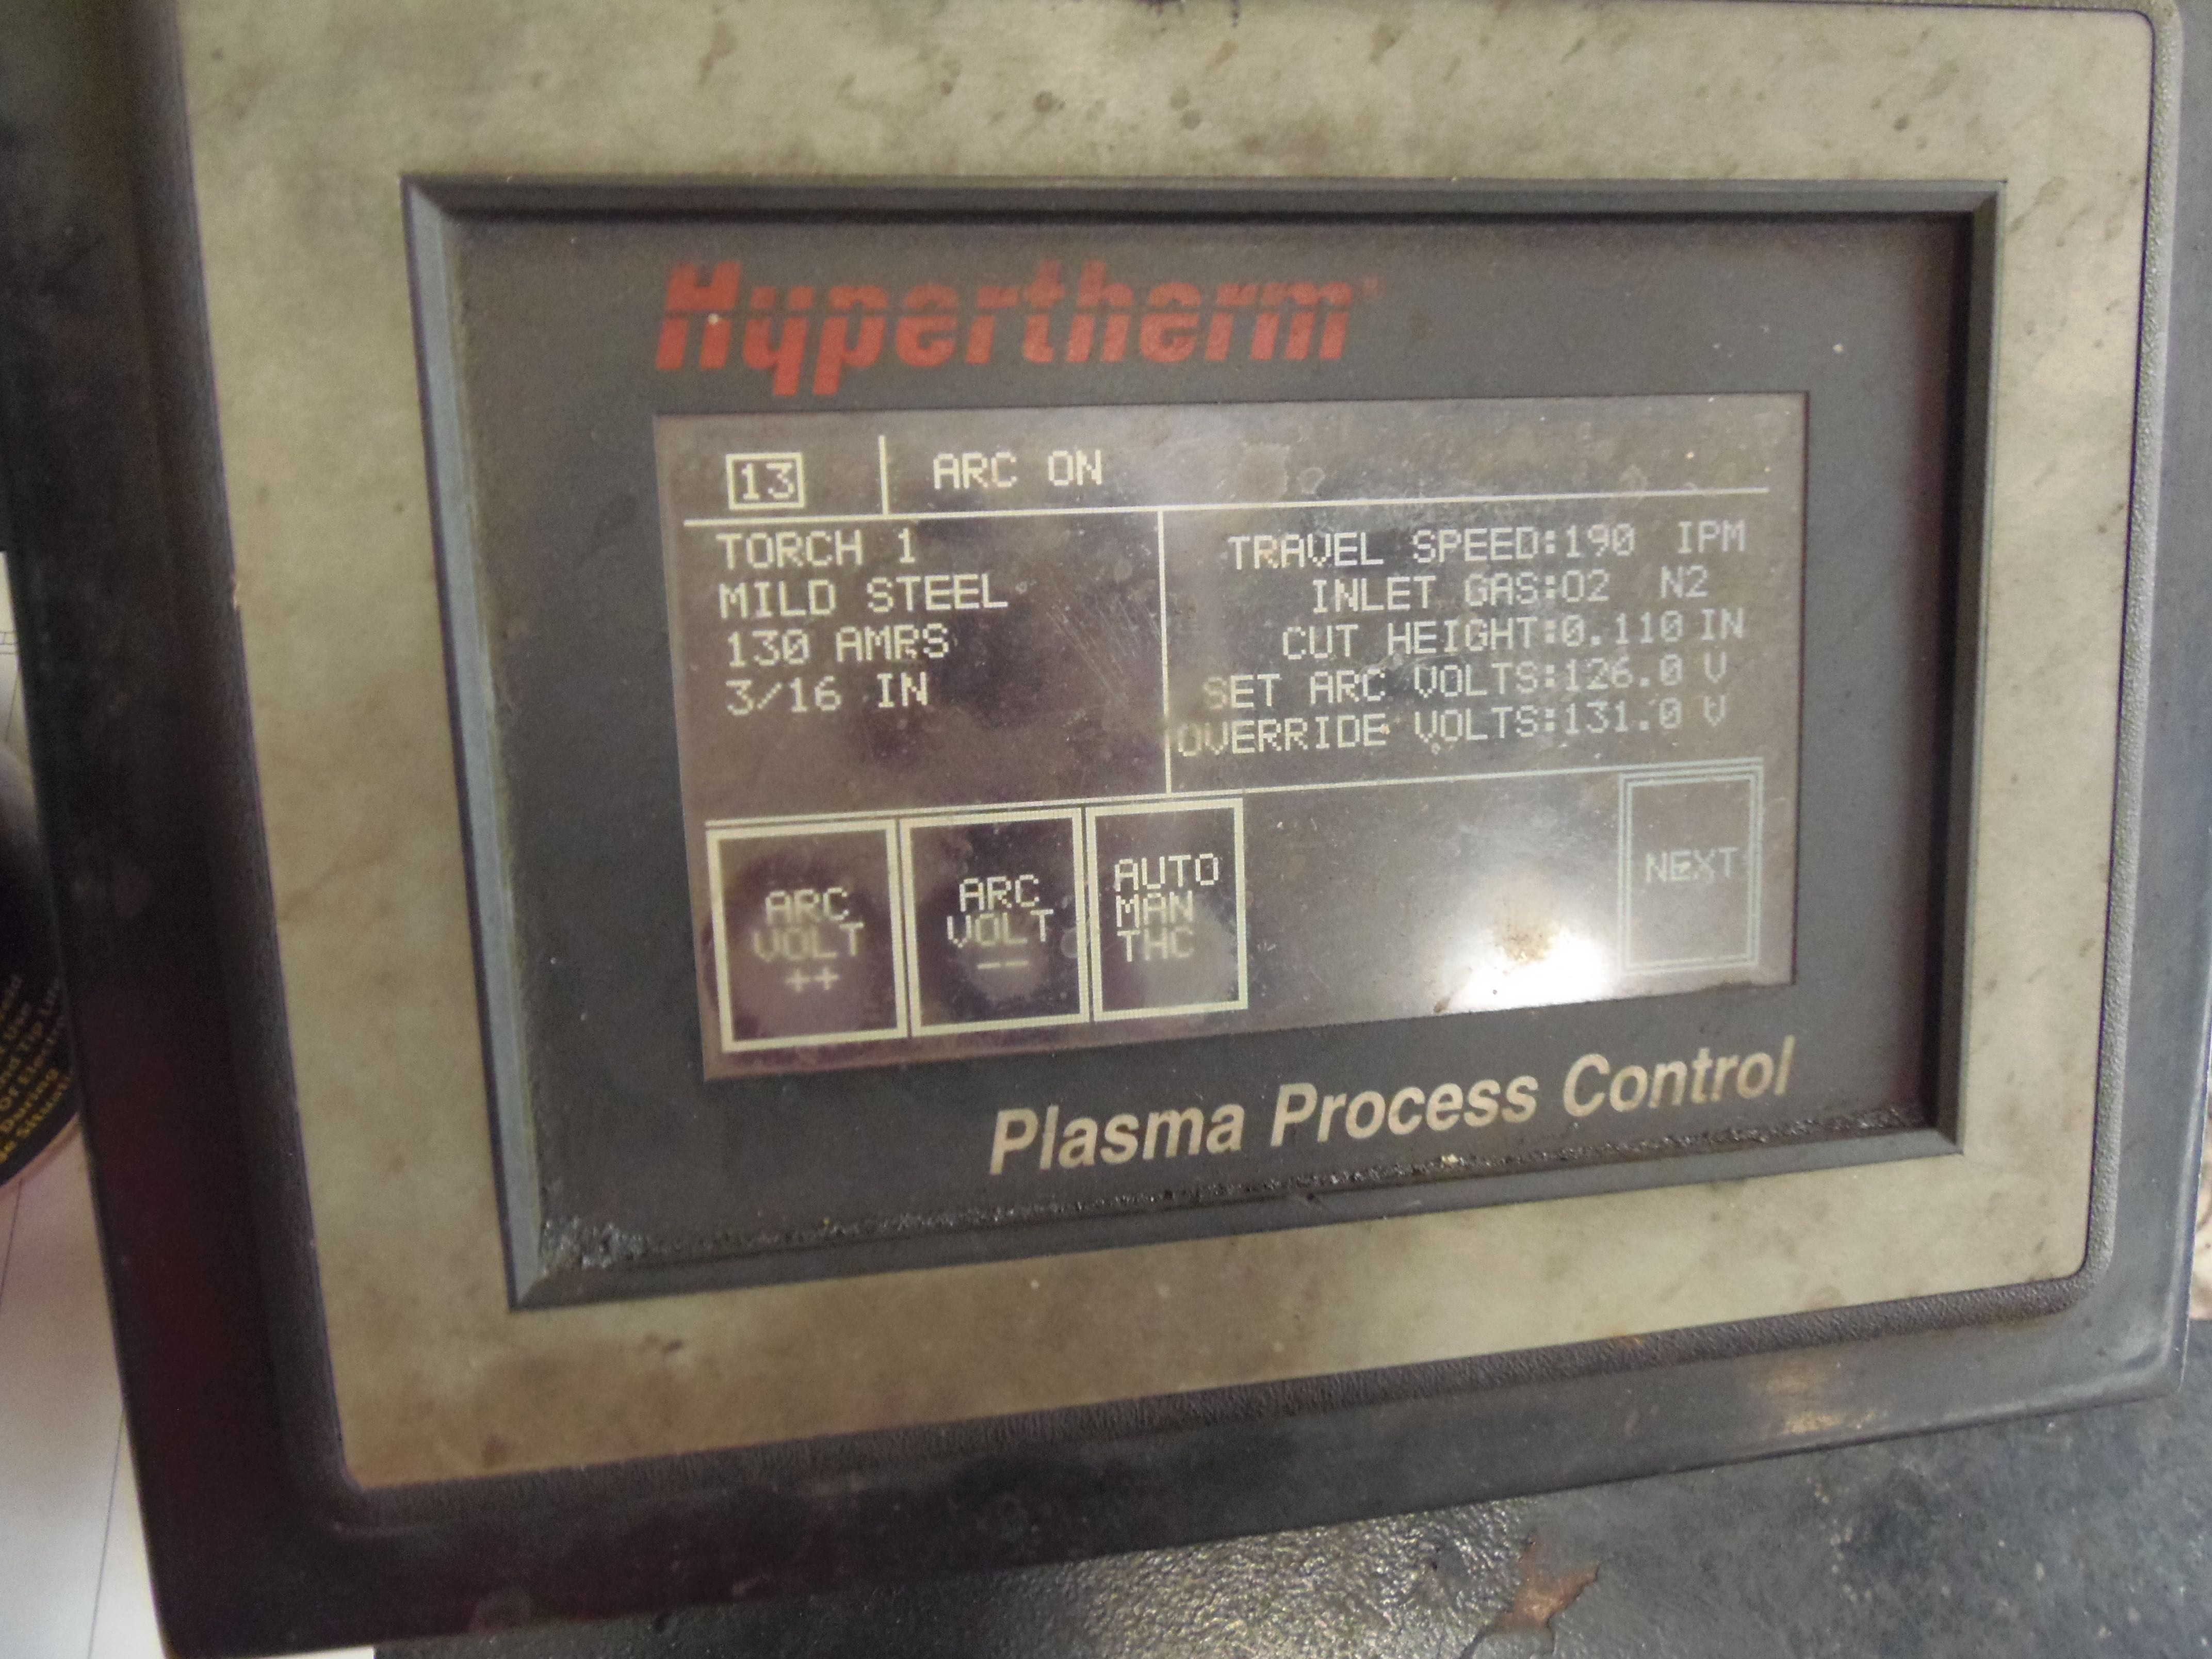 Hypertherm
13
ARC ON
TORCH 1
MILD STEEL
130 AMRS
3/16 IN
TRAVEL SPEED:190 IPM
INLET GAS:O2 N2
CUT HEIGHT:0.110 IN
SET ARC VOLTS:126.0 V
OVERRIDE VOLTS:131.0 V
ARC
VOLT
++
ARC
VOLT
--
AUTO
MAN
THC
NEXT
Plasma Process Control